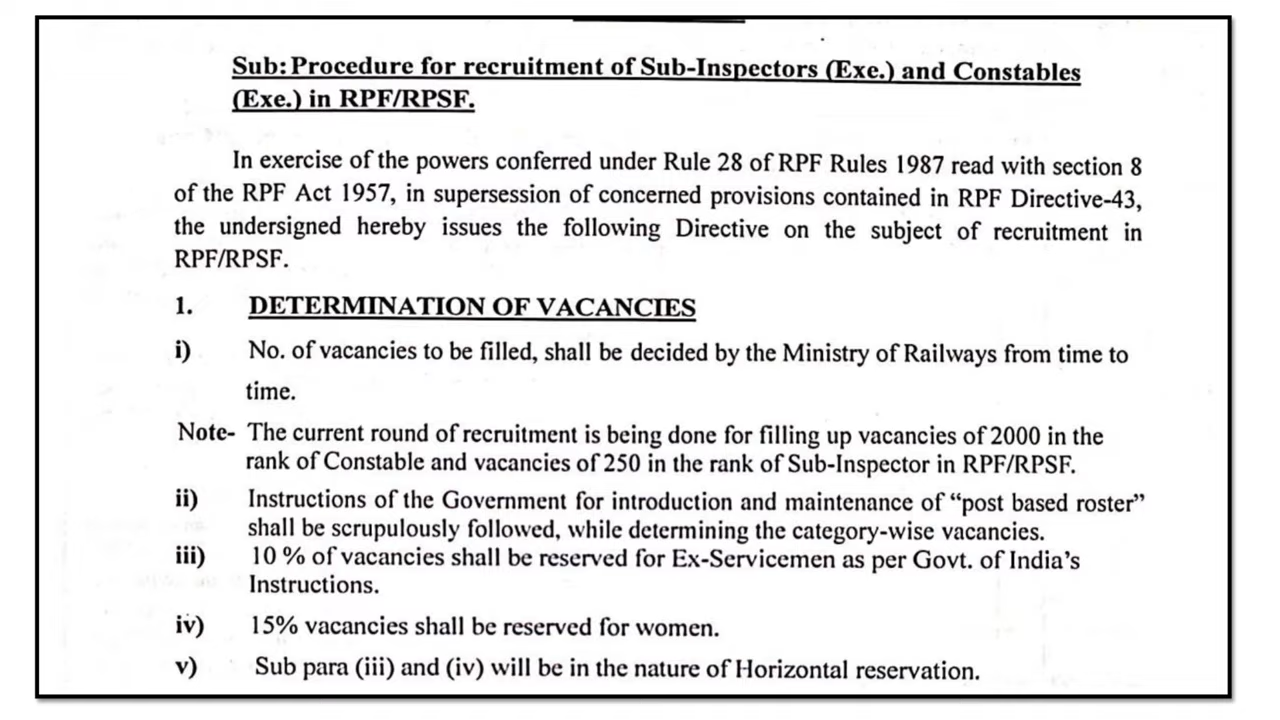 Sub: Procedure for recruitment of Sub-Inspectors (Exe.) and Constables
(Exe.) in RPF/RPSF.
In exercise of the powers conferred under Rule 28 of RPF Rules 1987 read with section 8
of the RPF Act 1957, in supersession of concerned provisions contained in RPF Directive-43,
the undersigned hereby issues the following Directive on the subject of recruitment in
RPF/RPSF.
1. DETERMINATION OF VACANCIES
i) No. of vacancies to be filled, shall be decided by the Ministry of Railways from time to
time.
Note- The current round of recruitment is being done for filling up vacancies of 2000 in the
rank of Constable and vacancies of 250 in the rank of Sub-Inspector in RPF/RPSF.
ii) Instructions of the Government for introduction and maintenance of “post based roster”
shall be scrupulously followed, while determining the category-wise vacancies.
iii) 10 % of vacancies shall be reserved for Ex-Servicemen as per Govt. of India’s
Instructions.
iv) 15% vacancies shall be reserved for women.
v) Sub para (iii) and (iv) will be in the nature of Horizontal reservation.